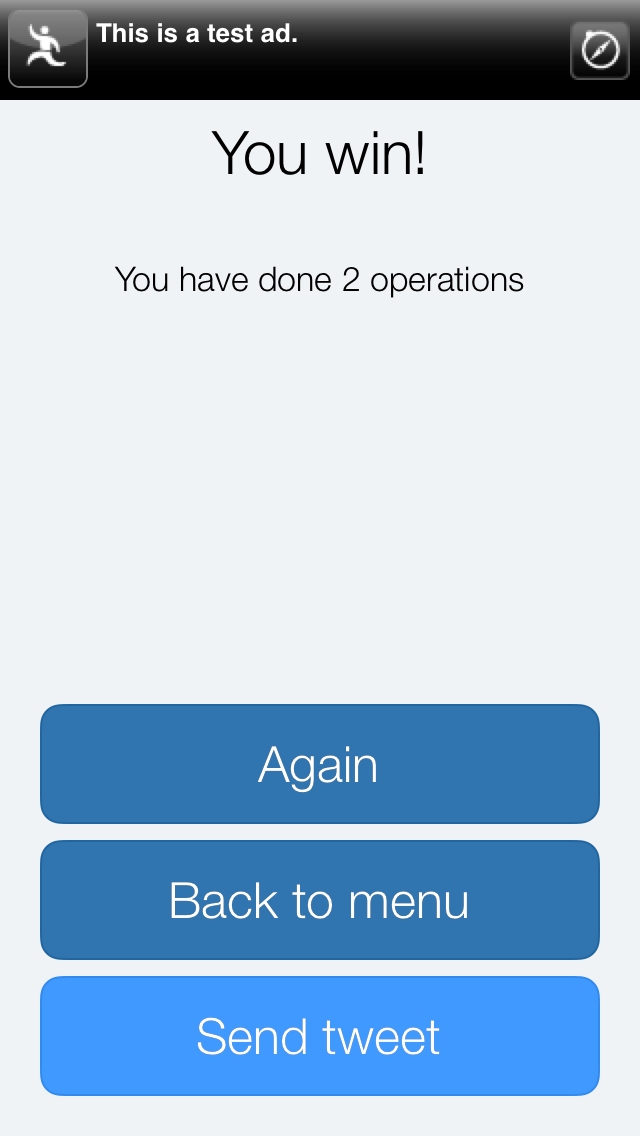 This is a test ad.
You win!
You have done 2 operations
Again
Back to menu
Send tweet